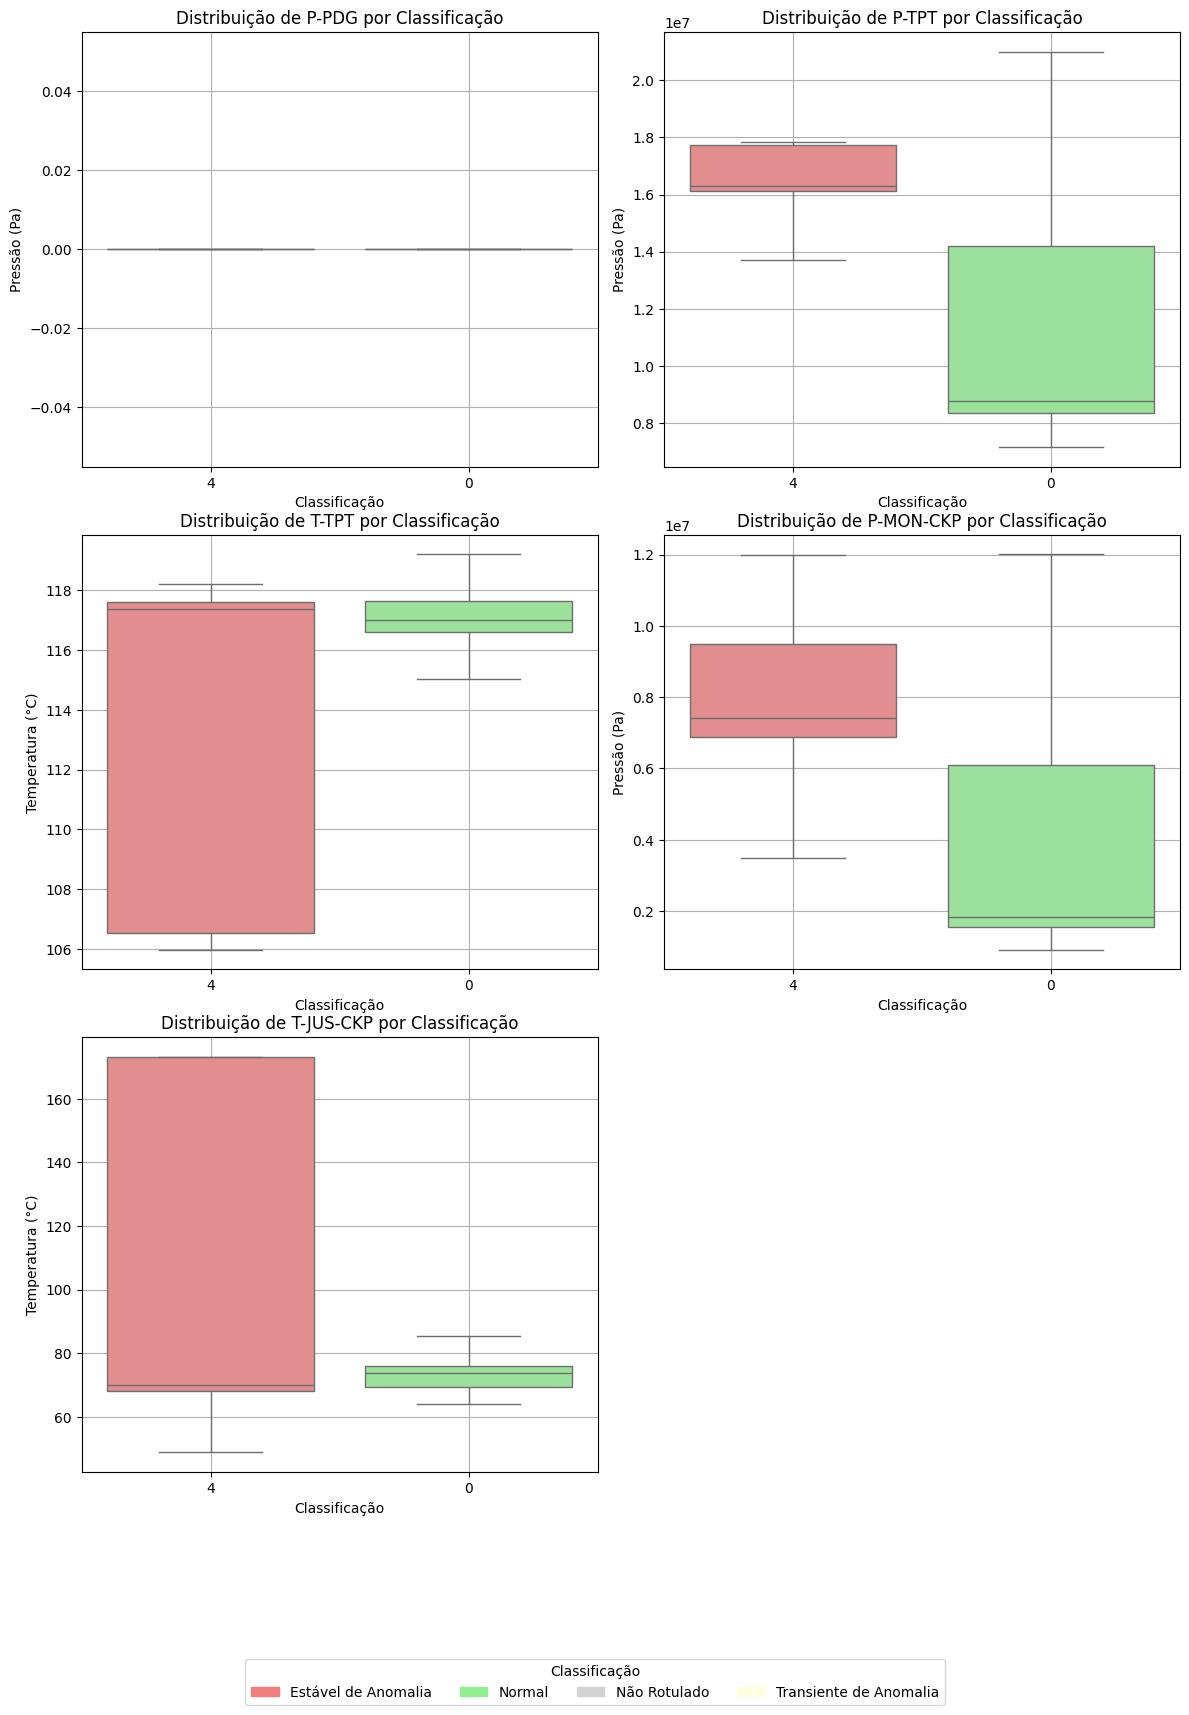 Distribuição de P-PDG por Classificação
Pressão (Pa)
0.04
0.02
0.00
−0.02
−0.04
4 0
Classificação
Distribuição de P-TPT por Classificação
1e7
Pressão (Pa)
2.0
1.8
1.6
1.4
1.2
1.0
0.8
4 0
Classificação
Distribuição de T-TPT por Classificação
Temperatura (°C)
118
116
114
112
110
108
106
4 0
Classificação
Distribuição de P-MON-CKP por Classificação
1e7
Pressão (Pa)
1.2
1.0
0.8
0.6
0.4
0.2
4 0
Classificação
Distribuição de T-JUS-CKP por Classificação
Temperatura (°C)
160
140
120
100
80
60
4 0
Classificação
Classificação
Estável de Anomalia Normal Não Rotulado Transiente de Anomalia